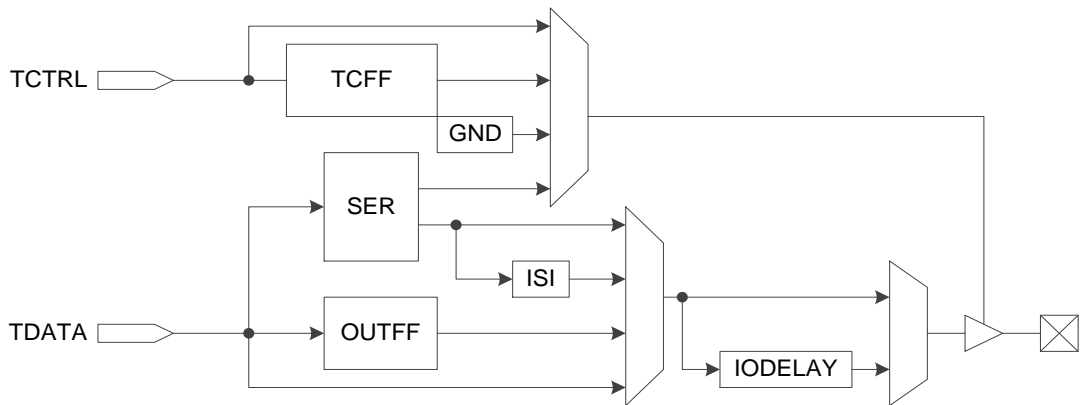 TCTRL
TCFF
GND
SER
ISI
TDATA
OUTFF
IODELAY